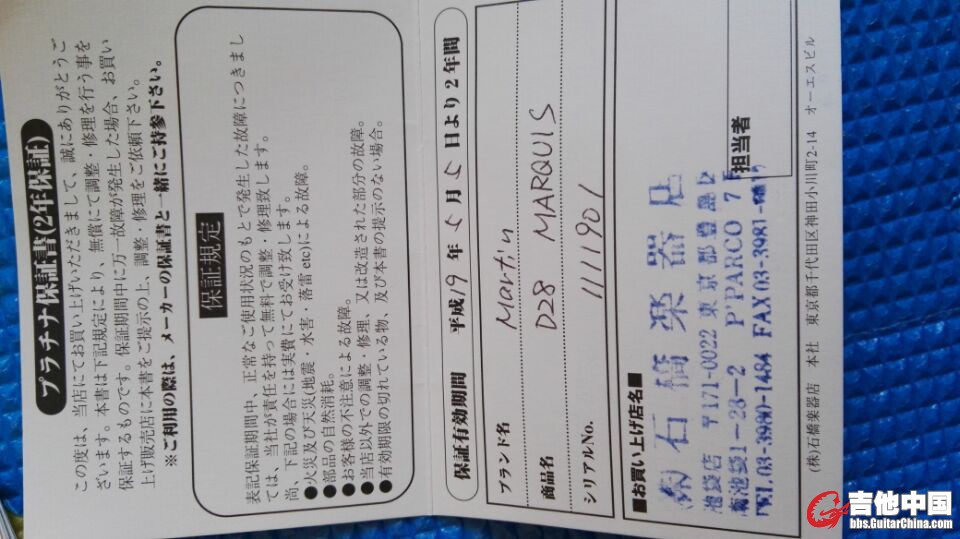 プラチナ保証書(2年保証)
この度は、当店にてお買い上げいただきまして、誠にありがとうご
ざいます。本書は下記規定により、無償にて調整・修理を行う事を
保証するものです。保証期間中に万一故障が発生した場合、お買い
上げ販売店に本書をご提示の上、調整・修理をご依頼下さい。
※ご利用の際は、メーカーの保証書と一緒にご持参下さい。
保証規定
表記保証期間中、正常なご使用状況のもとで発生した故障につきまし
ては、当社が責任を持って無料で調整・修理致します。
尚、下記の場合には実費にてお受け致します。
●火災及び天災(地震・水害・落雷etc)による故障。
●部品の自然消耗。
●お客様の不注意による故障。
●当店以外での調整・修理、又は改造された部分の故障。
●有効期限の切れている物、及び本書の提示のない場合。
保証有効期間 平成19年5月5日より2年間
ブランド名 Martin
商品名 D28 MARQUIS
シリアルNo. 1111901
■お買い上げ店名■
㈱石橋楽器店
池袋店 〒171-0022 東京都豊島区
南池袋1-28-2 P'PARCO 7F
TEL.03-3980-1484 FAX03-3981-
担当者
(株)石橋楽器店 本社 東京都千代田区神田小川町2-14 オーエスビル
吉他中国
bbs.GuitarChina.com